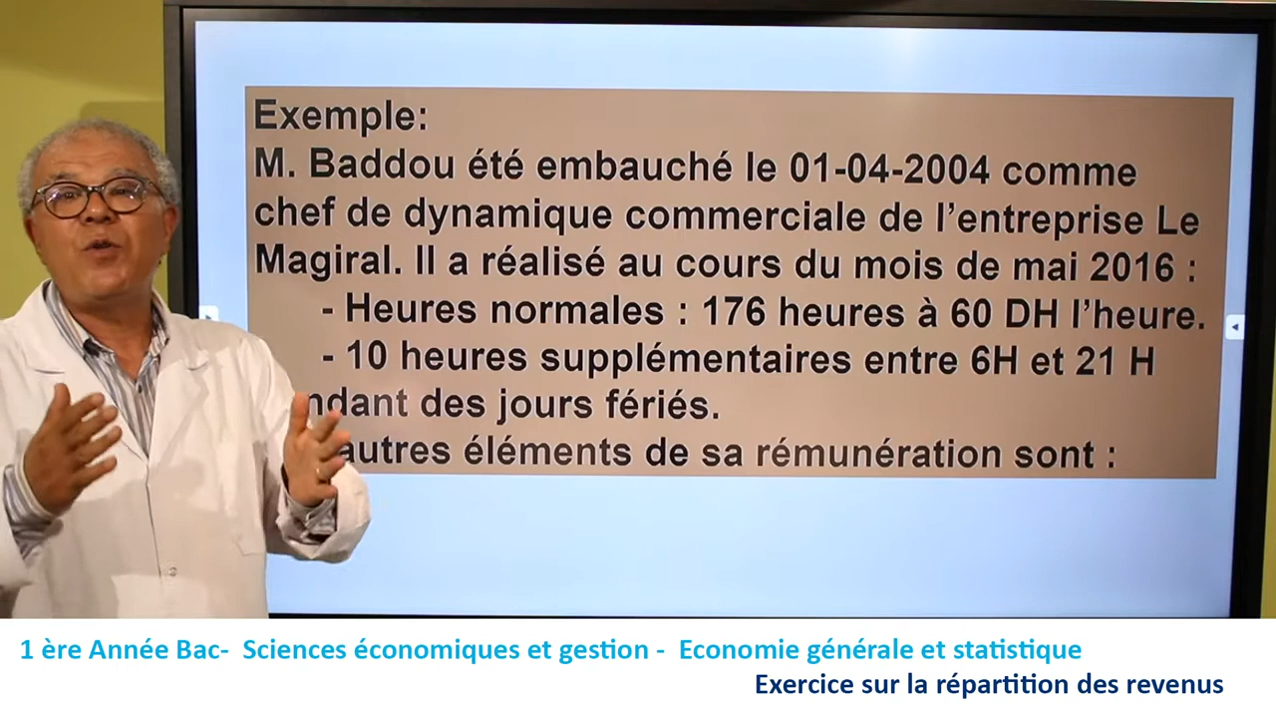 Exemple:
M. Baddou été embauché le 01-04-2004 comme
chef de dynamique commerciale de l'entreprise Le
Magiral. Il a réalisé au cours du mois de mai 2016 :
- Heures normales : 176 heures à 60 DH l'heure.
- 10 heures supplémentaires entre 6H et 21 H
des jours fériés.
autres éléments de sa rémunération sont :
1 ère Année Bac- Sciences économiques et gestion - Economie générale et statistique
Exercice sur la répartition des revenus